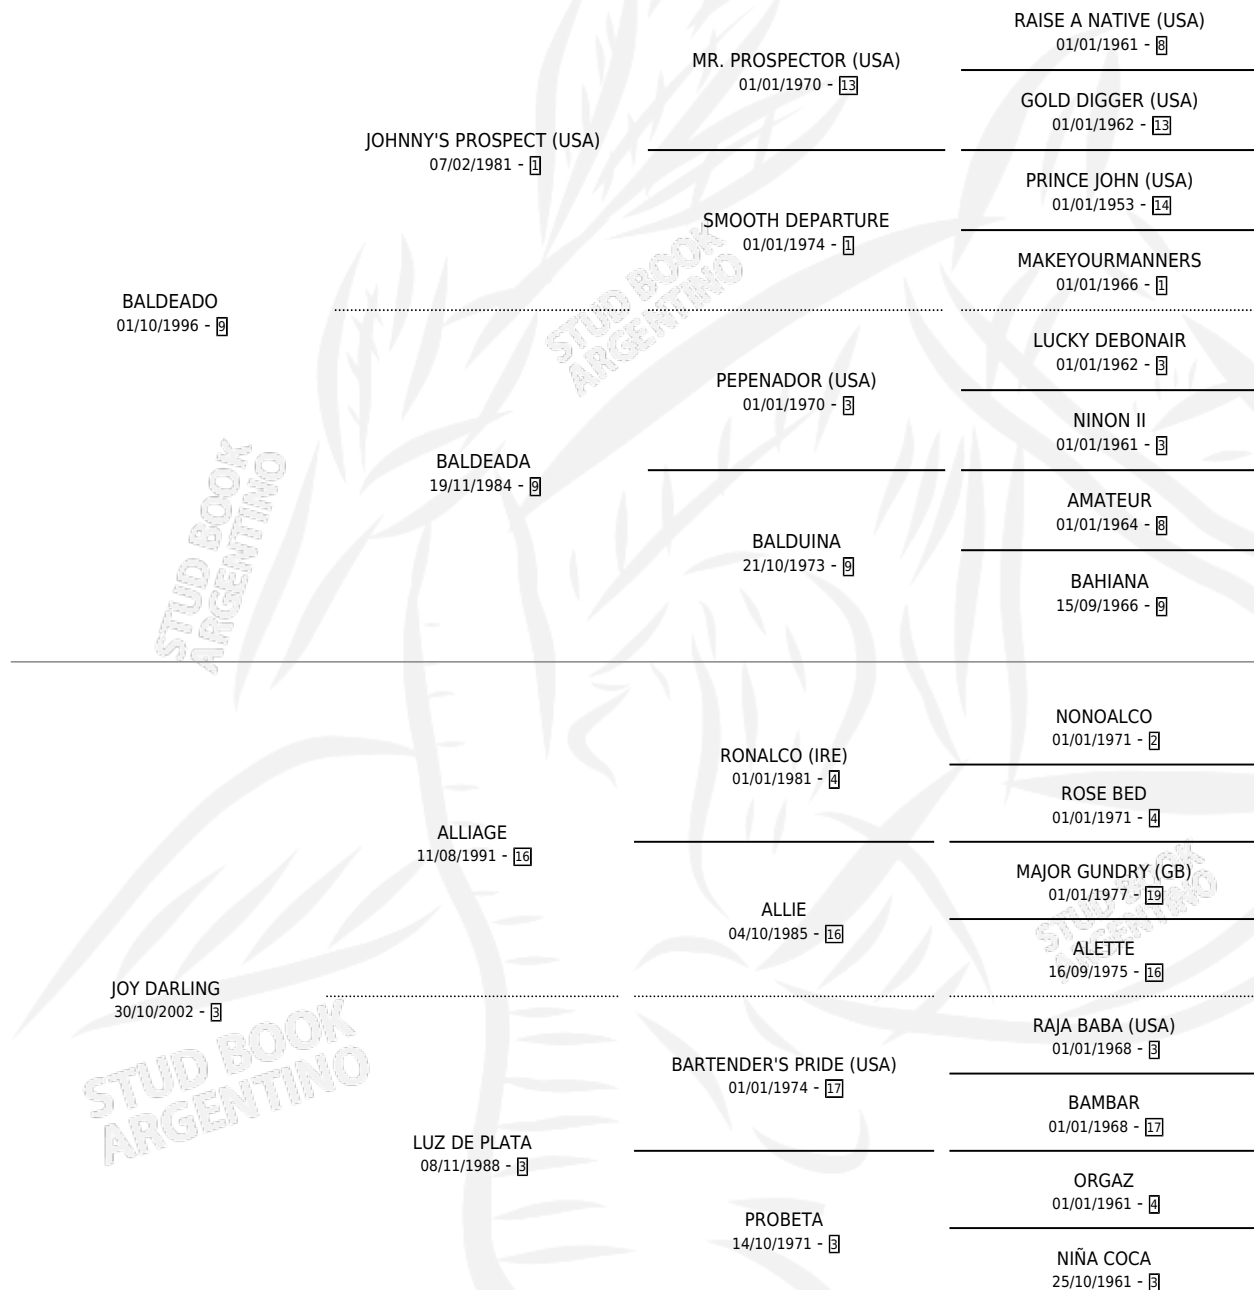 RAISE A NATIVE (USA)
01/01/1961 - 8
MR. PROSPECTOR (USA)
01/01/1970 - 13
GOLD DIGGER (USA)
01/01/1962 - 13
JOHNNY'S PROSPECT (USA)
07/02/1981 - 1
PRINCE JOHN (USA)
01/01/1953 - 14
SMOOTH DEPARTURE
01/01/1974 - 1
MAKEYOURMANNERS
01/01/1966 - 1
BALDEADO
01/10/1996 - 9
STUD BOOK
ARGENTINO
LUCKY DEBONAIR
01/01/1962 - 3
PEPENADOR (USA)
01/01/1970 - 3
NINON II
01/01/1961 - 3
BALDEADA
19/11/1984 - 9
AMATEUR
01/01/1964 - 8
BALDUINA
21/10/1973 - 9
BAHIANA
15/09/1966 - 9
STUD BOOK
ARGENTINO
NONOALCO
01/01/1971 - 2
RONALCO (IRE)
01/01/1981 - 4
ROSE BED
01/01/1971 - 4
ALLIAGE
11/08/1991 - 16
MAJOR GUNDRY (GB)
01/01/1977 - 19
ALLIE
04/10/1985 - 16
STUD BOOK
ARGENTINO
ALETTE
16/09/1975 - 16
JOY DARLING
30/10/2002 - 3
RAJA BABA (USA)
01/01/1968 - 3
BARTENDER'S PRIDE (USA)
01/01/1974 - 17
BAMBAR
01/01/1968 - 17
STUD BOOK
ARGENTINO
LUZ DE PLATA
08/11/1988 - 3
ORGAZ
01/01/1961 - 4
PROBETA
14/10/1971 - 3
NIÑA COCA
25/10/1961 - 3